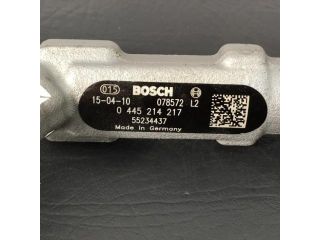 015 BOSCH
15-04-10 078572 L2
0 445 214 217
55234437
Made in Germany